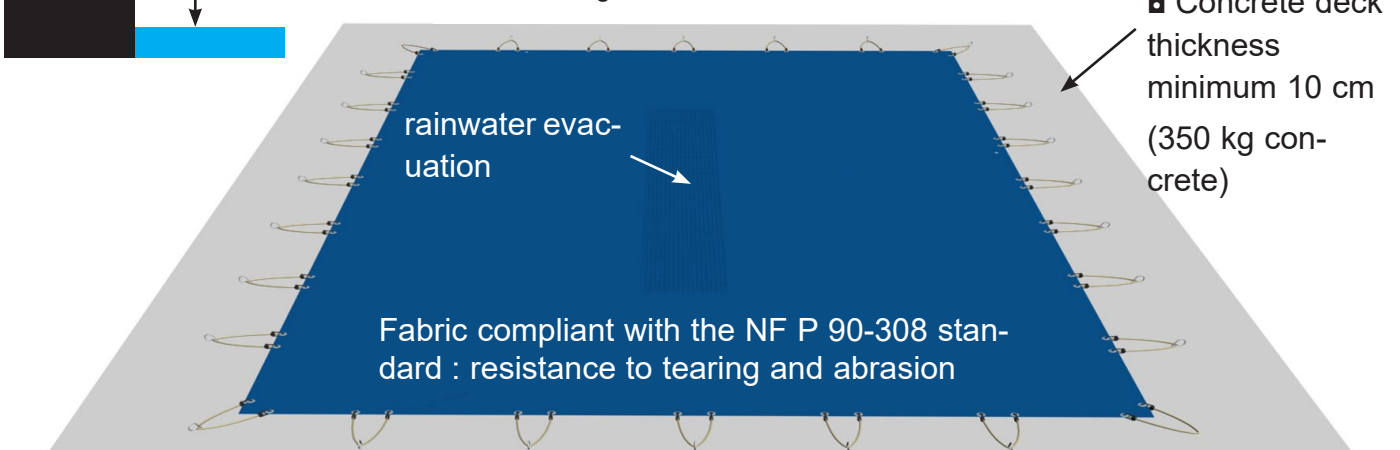 ◘ Concrete deck
thickness
minimum 10 cm
(350 kg con-
crete)
rainwater evac-
uation
Fabric compliant with the NF P 90-308 stan-
dard : resistance to tearing and abrasion